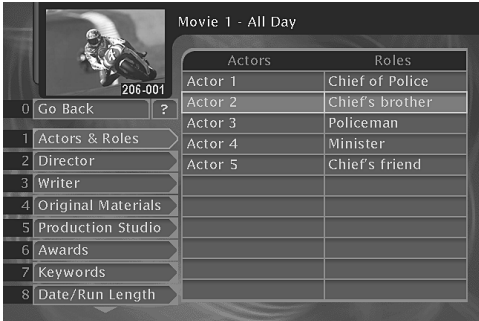 Movie 1 - All Day
206-001
0 Go Back ?
1 Actors & Roles
2 Director
3 Writer
4 Original Materials
5 Production Studio
6 Awards
7 Keywords
8 Date/Run Length
Actors Roles
Actor 1 Chief of Police
Actor 2 Chief's brother
Actor 3 Policeman
Actor 4 Minister
Actor 5 Chief's friend